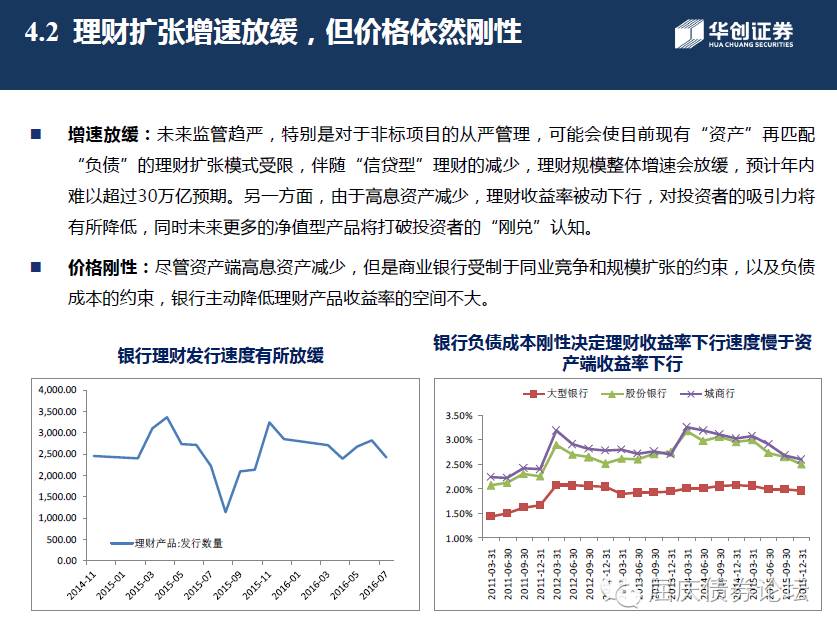 4.2 理财扩张增速放缓，但价格依然刚性
华创证券
HUA CHUANG SECURITIES
■ 增速放缓：未来监管趋严，特别是对于非标项目的从严管理，可能会使目前现有“资产”再匹配
“负债”的理财扩张模式受限，伴随“信贷型”理财的减少，理财规模整体增速会放缓，预计年内
难以超过30万亿预期。另一方面，由于高息资产减少，理财收益率被动下行，对投资者的吸引力将
有所降低，同时未来更多的净值型产品将打破投资者的“刚兑”认知。
■ 价格刚性：尽管资产端高息资产减少，但是商业银行受制于同业竞争和规模扩张的约束，以及负债
成本的约束，银行主动降低理财产品收益率的空间不大。
银行理财发行速度有所放缓
4,000.00
3,500.00
3,000.00
2,500.00
2,000.00
1,500.00
1,000.00
500.00
0.00
理财产品:发行数量
2014-11
2015-01
2015-03
2015-05
2015-07
2015-09
2015-11
2016-01
2016-03
2016-05
2016-07
银行负债成本刚性决定理财收益率下行速度慢于资
产端收益率下行
大型银行 股份银行 城商行
3.50%
3.00%
2.50%
2.00%
1.50%
1.00%
2011-03-31
2011-06-30
2011-09-30
2011-12-31
2012-03-31
2012-06-30
2012-09-30
2013-06-30
2013-09-30
2013-12-31
2014-03-31
2014-06-30
2014-09-30
2014-12-31
2015-03-31
2015-06-30
2015-09-30
屈庆债券论坛